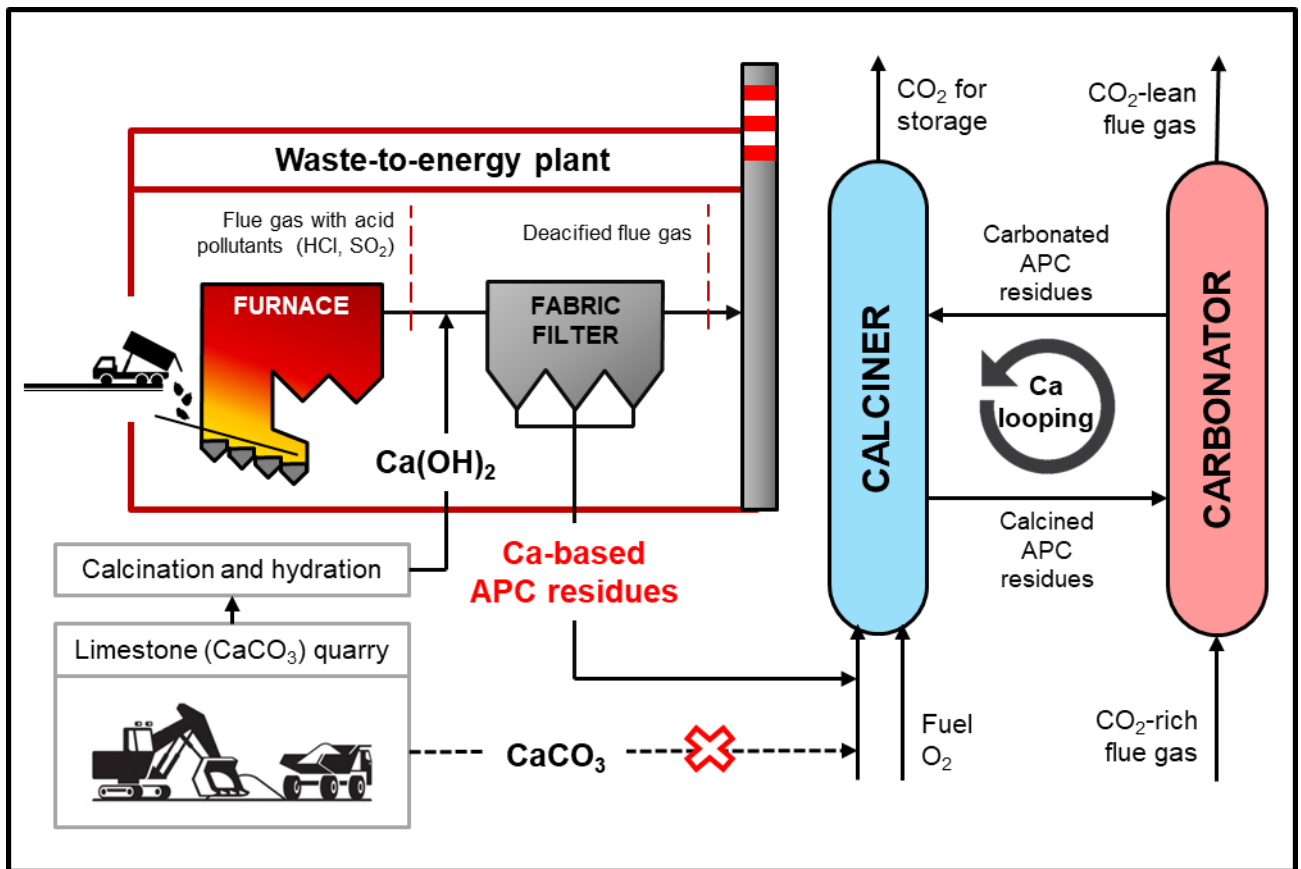 Waste-to-energy plant
Flue gas with acid
pollutants (HCl, SO₂)
Deacified flue gas
FURNACE
FABRIC
FILTER
Ca(OH)₂
Calcination and hydration
Limestone (CaCO₃) quarry
Ca-based
APC residues
CaCO₃
CO₂ for
storage
CO₂-lean
flue gas
CALCINER
Carbonated
APC
residues
Ca
looping
Calcined
APC
residues
CARBONATOR
Fuel
O₂
CO₂-rich
flue gas